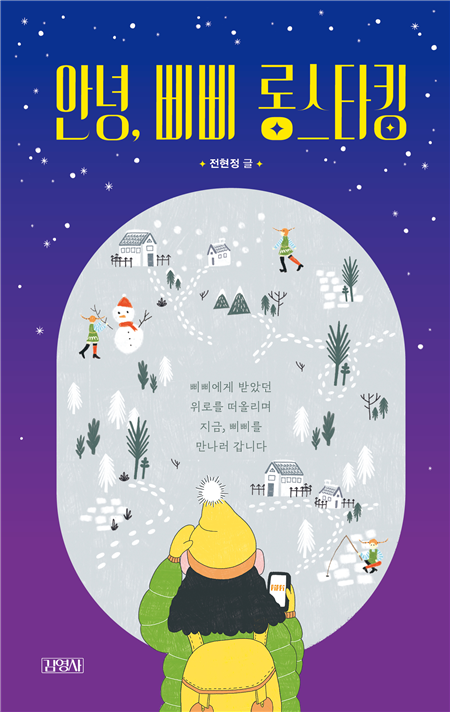 안녕, 삐삐 롱스타킹
전현정 글
삐삐에게 받았던
위로를 떠올리며
지금, 삐삐를
만나러 갑니다
김영사